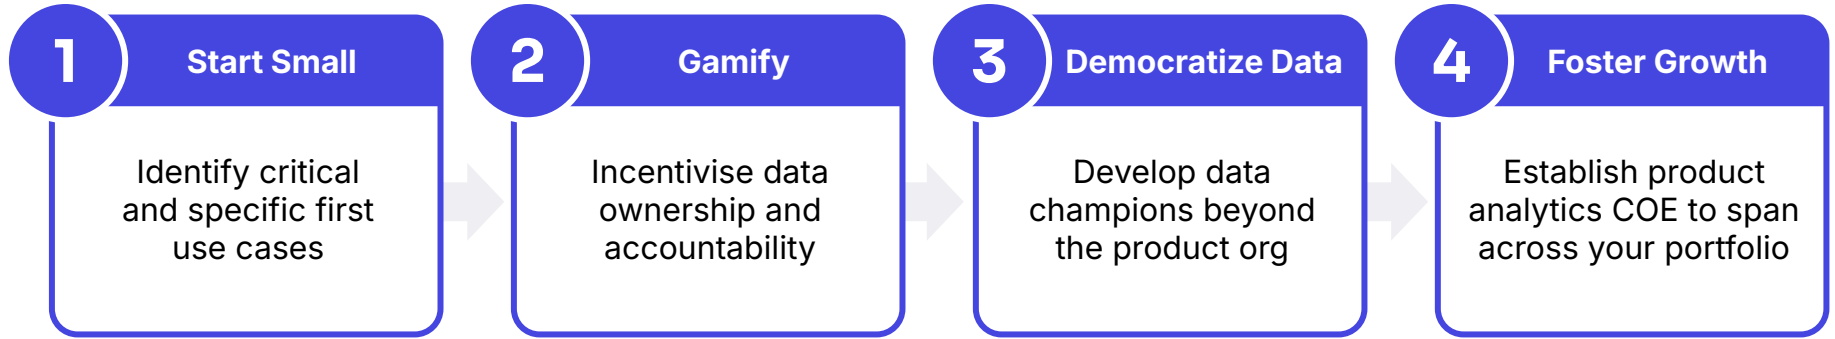 1
Start Small
Identify critical
and specific first
use cases
2
Gamify
Incentivise data
ownership and
accountability
3
Democratize Data
Develop data
champions beyond
the product org
4
Foster Growth
Establish product
analytics COE to span
across your portfolio